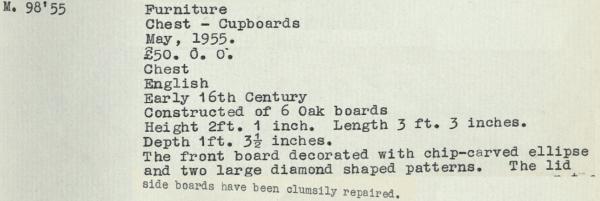 M. 98'55
Furniture
Chest - Cupboards
May, 1955.
£50. 0. 0.
Chest
English
Early 16th Century
Constructed of 6 Oak boards
Height 2ft. 1 inch. Length 3 ft. 3 inches.
Depth 1ft. 3½ inches.
The front board decorated with chip-carved ellipse
and two large diamond shaped patterns. The lid
side boards have been clumsily repaired.